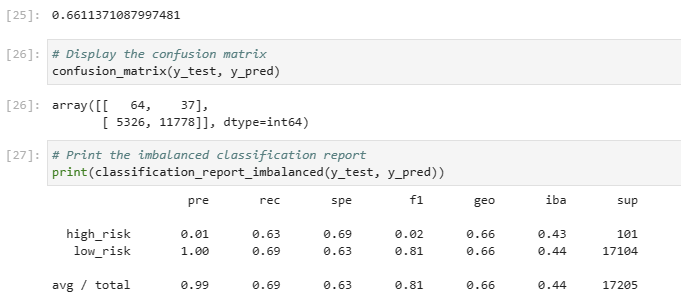 [25]: 0.6611371087997481
[26]: # Display the confusion matrix
confusion_matrix(y_test, y_pred)
[26]: array([[   64,    37],
       [ 5326, 11778]], dtype=int64)
[27]: # Print the imbalanced classification report
print(classification_report_imbalanced(y_test, y_pred))
pre rec spe f1 geo iba sup
high_risk 0.01 0.63 0.69 0.02 0.66 0.43 101
low_risk 1.00 0.69 0.63 0.81 0.66 0.44 17104
avg / total 0.99 0.69 0.63 0.81 0.66 0.44 17205